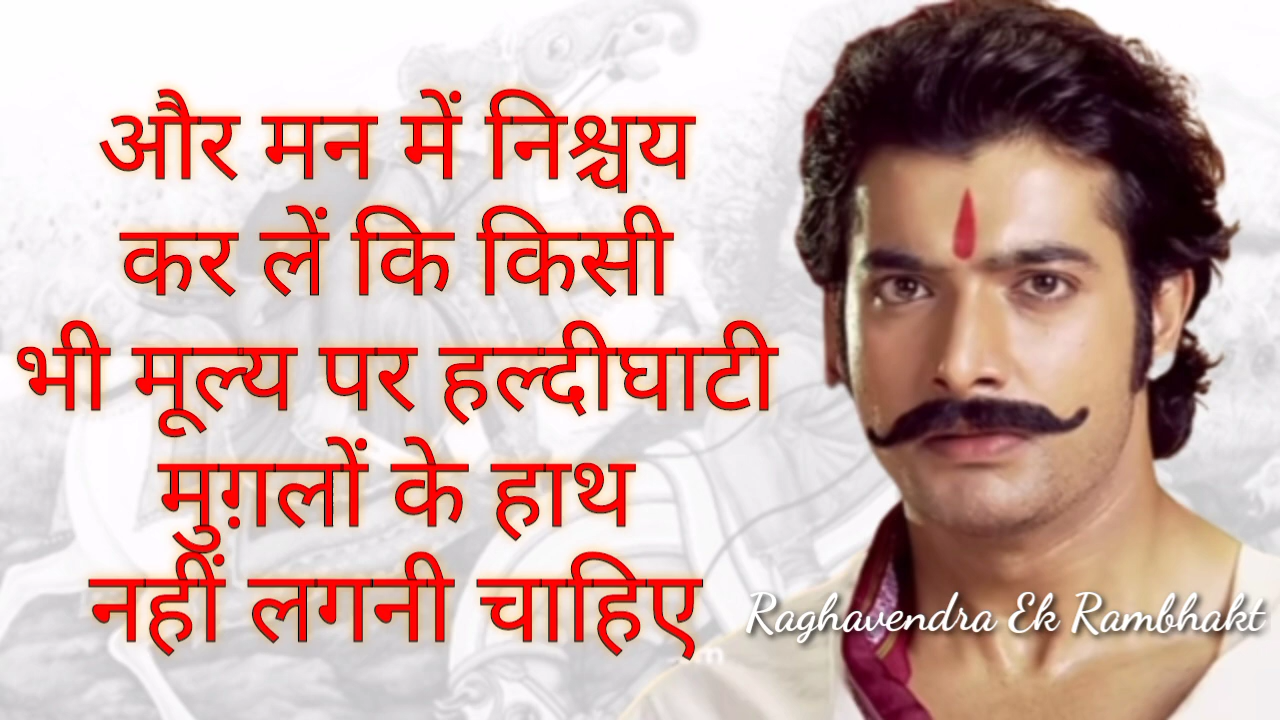 और मन में निश्चय
कर लें कि किसी
भी मूल्य पर हल्दीघाटी
मुग़लों के हाथ
नहीं लगनी चाहिए
Raghavendra Ek Rambhakt